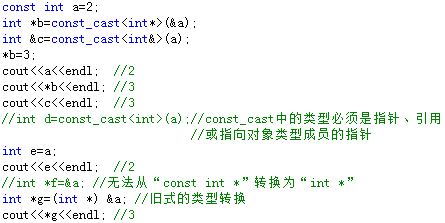 const int a=2;
int *b=const_cast<int*>(&a);
int &c=const_cast<int&>(a);
*b=3;
cout<<a<<endl; //2
cout<<*b<<endl; //3
cout<<c<<endl; //3
//int d=const_cast<int>(a);//const_cast中的类型必须是指针、引用
//或指向对象类型成员的指针
int e=a;
cout<<e<<endl; //2
//int *f=&a; //无法从“const int *”转换为“int *”
int *g=(int *) &a; //旧式的类型转换
cout<<*g<<endl; //3